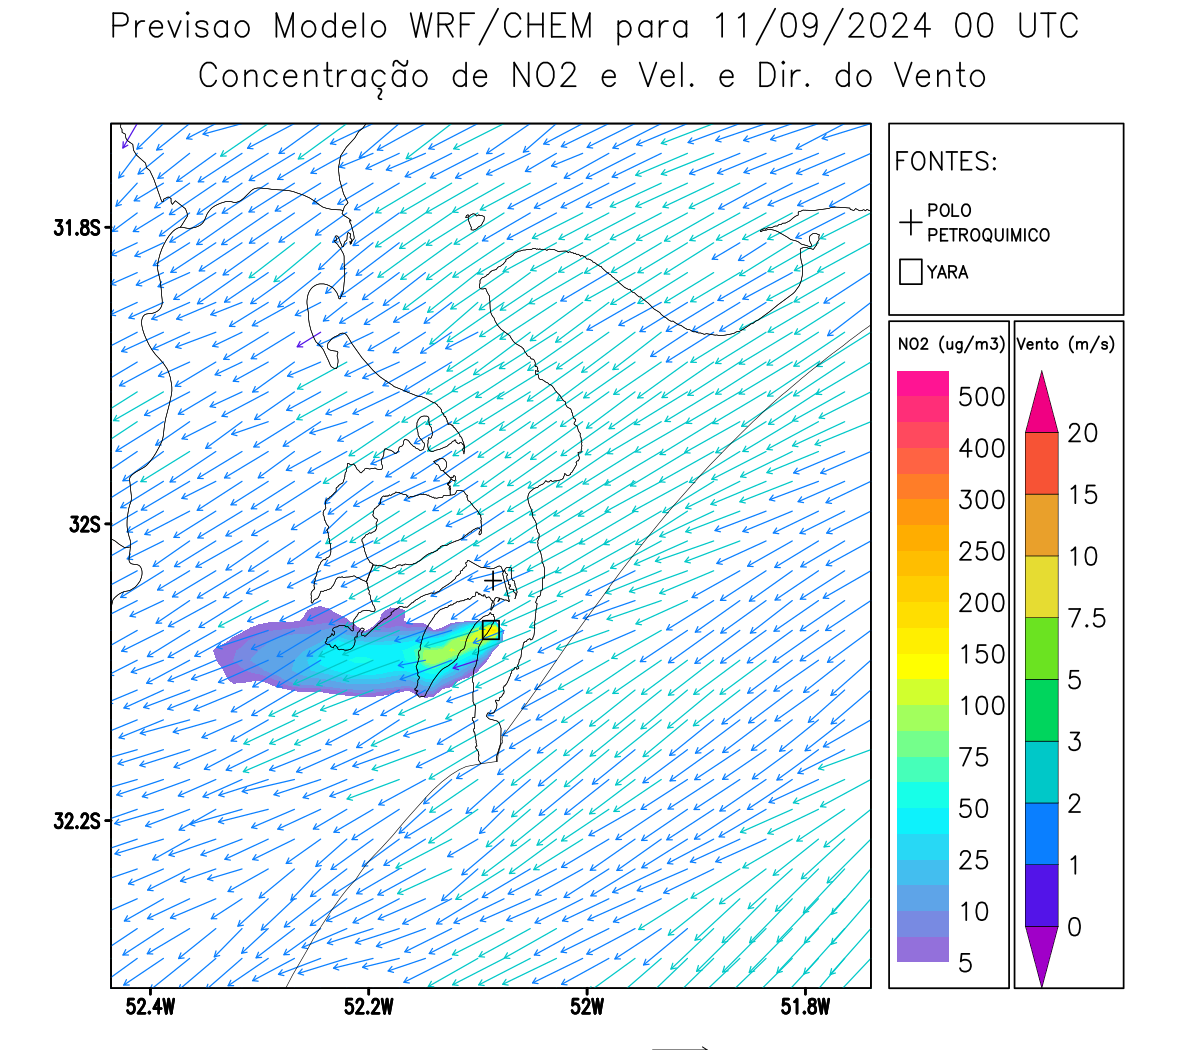 Previsao Modelo WRF/CHEM para 11/09/2024 00 UTC
Concentração de NO2 e Vel. e Dir. do Vento
FONTES:
POLO
PETROQUIMICO
YARA
NO2 (ug/m3)
500
400
300
250
200
150
100
75
50
25
10
5
Vento (m/s)
20
15
10
7.5
5
3
2
1
0
31.8S
32S
32.2S
52.4W
52.2W
52W
51.8W